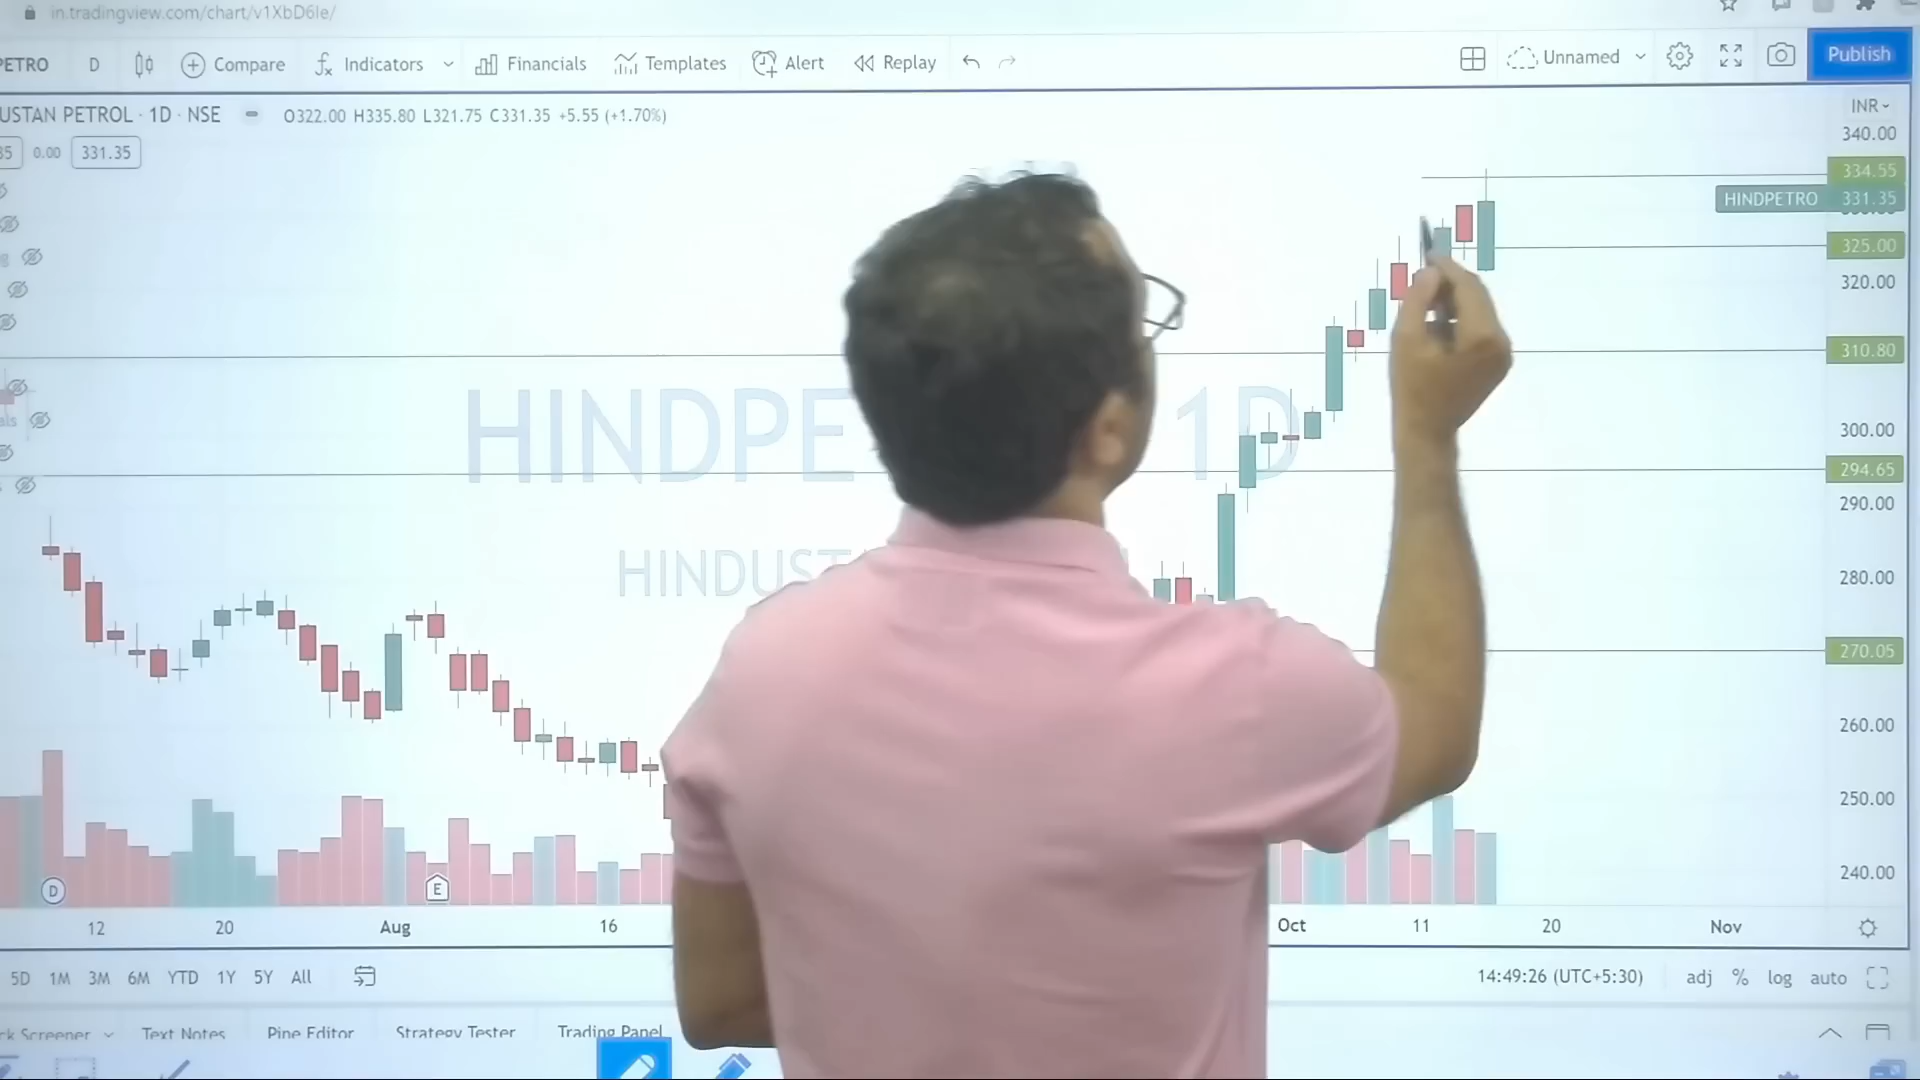 in.tradingview.com/chart/v1XbD6Ie/
ETRO D Compare Indicators Financials Templates Alert Replay Unnamed Publish
USTAN PETROL · 1D · NSE O322.00 H335.80 L321.75 C331.35 +5.55 (+1.70%)
INR
35 0.00 331.35
340.00
334.55
HINDPETRO 331.35
325.00
320.00
310.80
HINDPE 1D
300.00
294.65
290.00
HINDUST
280.00
270.05
260.00
250.00
240.00
D E
12 20 Aug 16 Oct 11 20 Nov
5D 1M 3M 6M YTD 1Y 5Y All 14:49:26 (UTC+5:30) adj % log auto
ck Screener Text Notes Pine Editor Strategy Tester Trading Panel